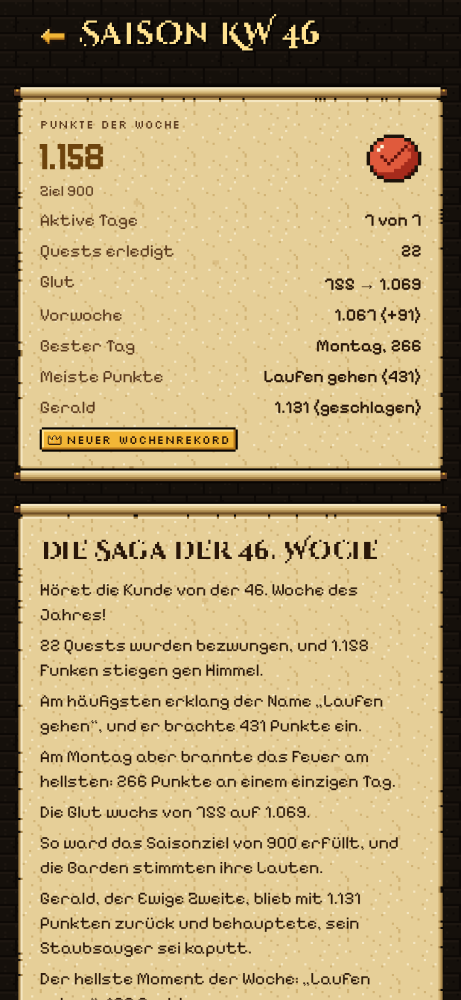 ← SAISON KW 46
PUNKTE DER WOCHE
1.158
Ziel 900
Aktive Tage 7 von 7
Quests erledigt 22
Glut 755 → 1.069
Vorwoche 1.067 (+91)
Bester Tag Montag, 266
Meiste Punkte Laufen gehen (431)
Gerald 1.131 (geschlagen)
NEUER WOCHENREKORD
DIE SAGA DER 46. WOCHE
Höret die Kunde von der 46. Woche des
Jahres!
22 Quests wurden bezwungen, und 1.158
Funken stiegen gen Himmel.
Am häufigsten erklang der Name „Laufen
gehen“, und er brachte 431 Punkte ein.
Am Montag aber brannte das Feuer am
hellsten: 266 Punkte an einem einzigen Tag.
Die Glut wuchs von 755 auf 1.069.
So ward das Saisonziel von 900 erfüllt, und
die Barden stimmten ihre Lauten.
Gerald, der Ewige Zweite, blieb mit 1.131
Punkten zurück und behauptete, sein
Staubsauger sei kaputt.
Der hellste Moment der Woche: „Laufen